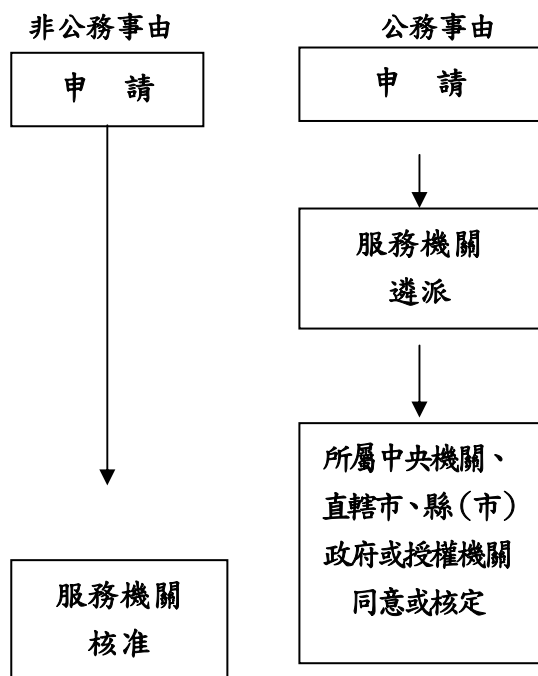 非公務事由
申 請
服務機關
核准
公務事由
申 請
服務機關
遴派
所屬中央機關、
直轄市、縣(市)
政府或授權機關
同意或核定